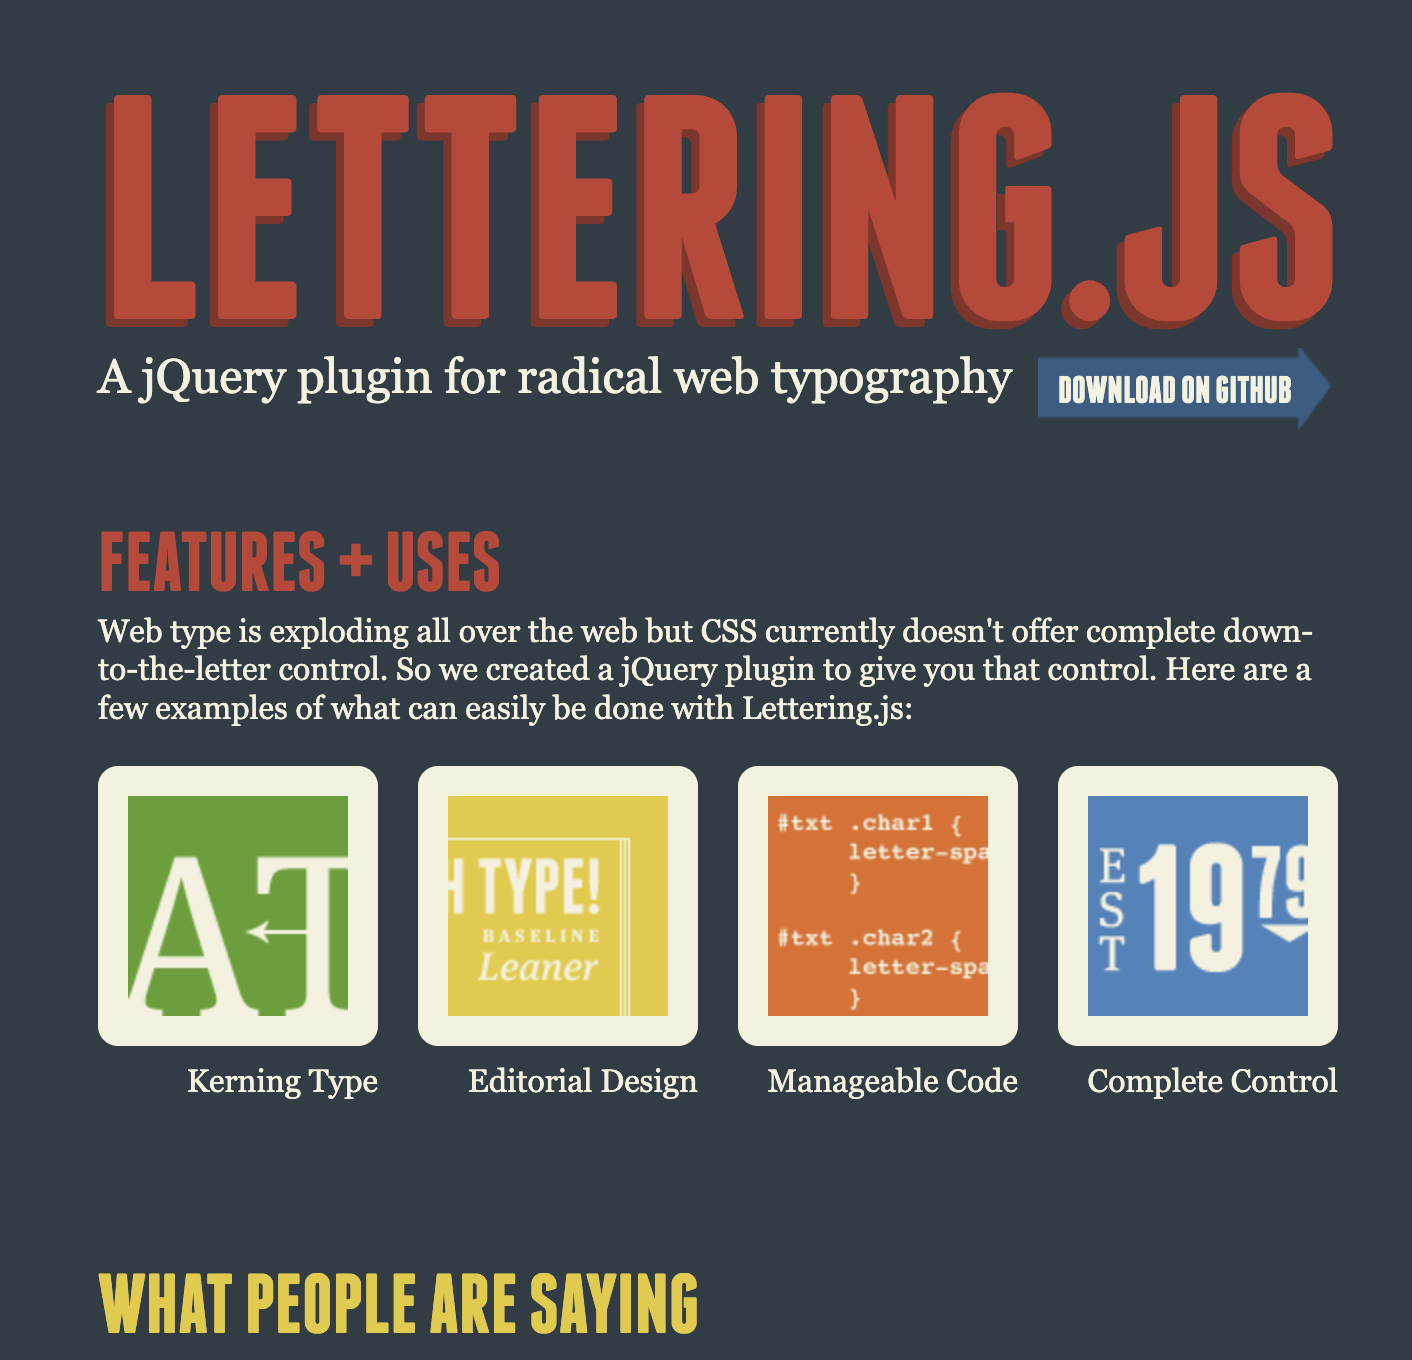 LETTERING.JS
A jQuery plugin for radical web typography
DOWNLOAD ON GITHUB
FEATURES + USES
Web type is exploding all over the web but CSS currently doesn't offer complete down-
to-the-letter control. So we created a jQuery plugin to give you that control. Here are a
few examples of what can easily be done with Lettering.js:
AT
H TYPE!
BASELINE
Leaner
#txt .char1 {
letter-spa
}
#txt .char2 {
letter-spa
}
EST
1979
Kerning Type
Editorial Design
Manageable Code
Complete Control
WHAT PEOPLE ARE SAYING